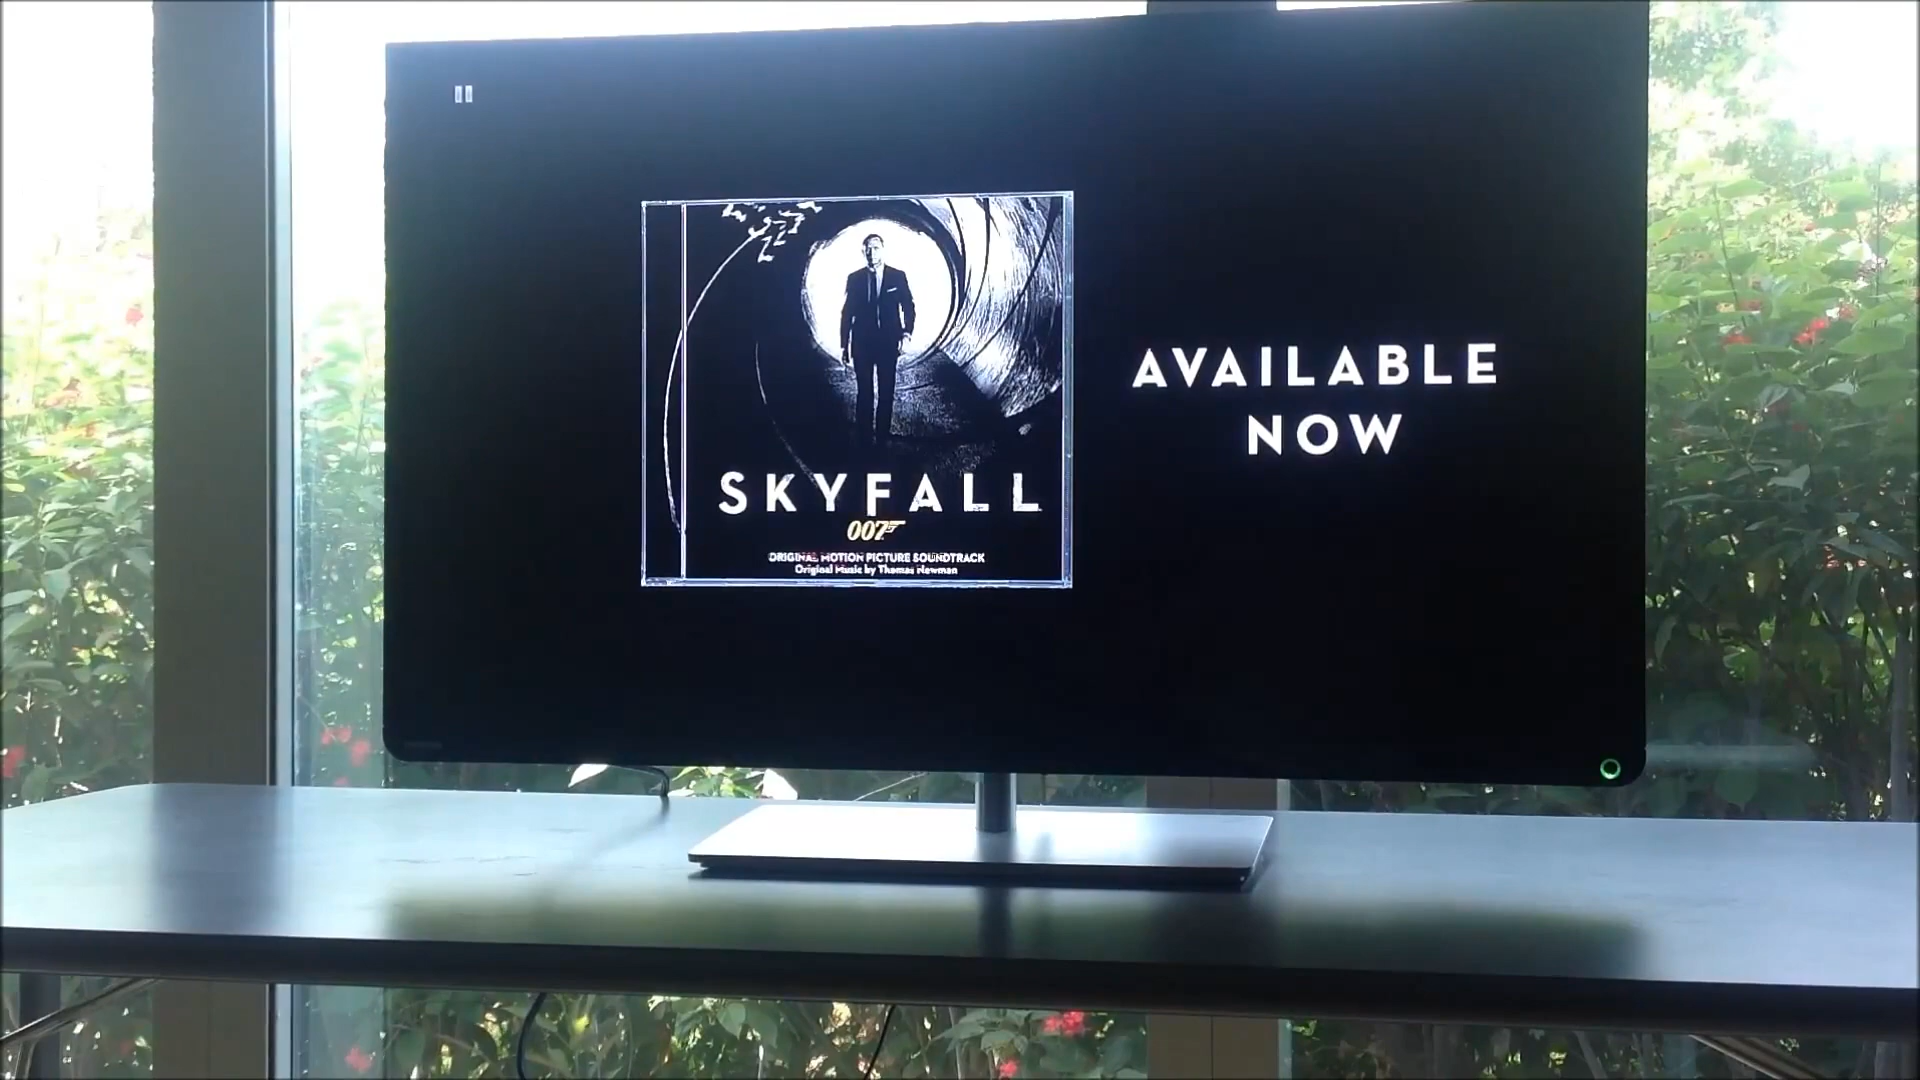 AVAILABLE
NOW
SKYFALL
007
ORIGINAL MOTION PICTURE SOUNDTRACK
Original Music by Thomas Newman